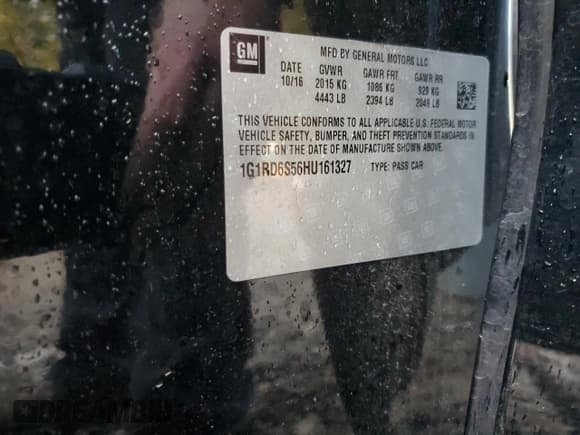 GM
MFD BY GENERAL MOTORS LLC
DATE GVWR GAWR FRT GAWR RR
10/16 2015 KG 1086 KG 929 KG
4443 LB 2394 LB 2049 LB
THIS VEHICLE CONFORMS TO ALL APPLICABLE U.S. FEDERAL MOTOR
VEHICLE SAFETY, BUMPER, AND THEFT PREVENTION STANDARDS IN
EFFECT ON THE DATE OF MANUFACTURE SHOWN ABOVE.
1G1RD6S56HU161327 TYPE: PASS CAR